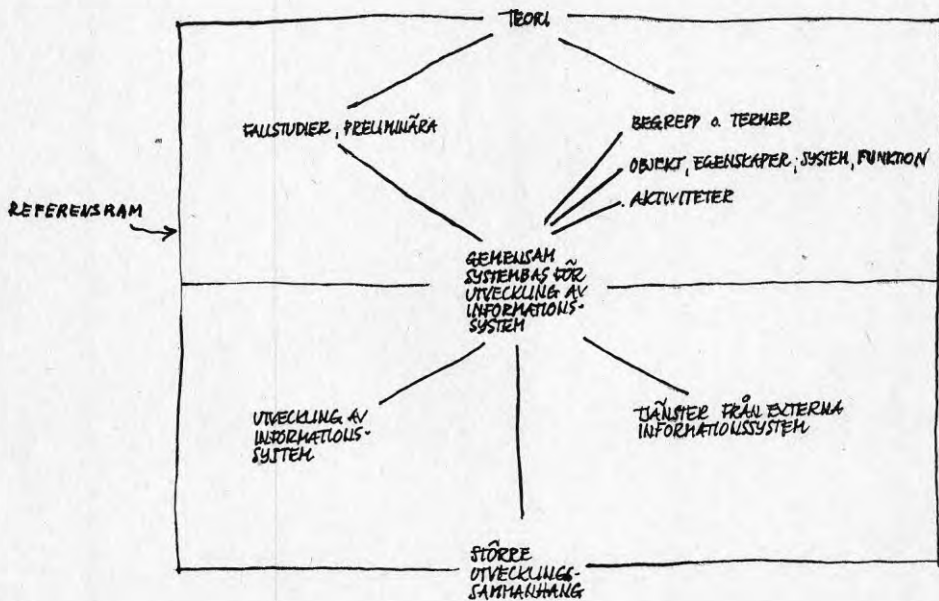 TEORI
FALLSTUDIER, PRELIMINÄRA
BEGREPP o. TERMER
OBJEKT, EGENSKAPER; SYSTEM, FUNKTION
AKTIVITETER
REFERENSRAM
GEMENSAM
SYSTEMBAS FÖR
UTVECKLING AV
INFORMATIONS-
SYSTEM
UTVECKLING AV
INFORMATIONS-
SYSTEM
TJÄNSTER FRÅN EXTERNA
INFORMATIONSSYSTEM
STÖRRE
UTVECKLINGS-
SAMMANHANG